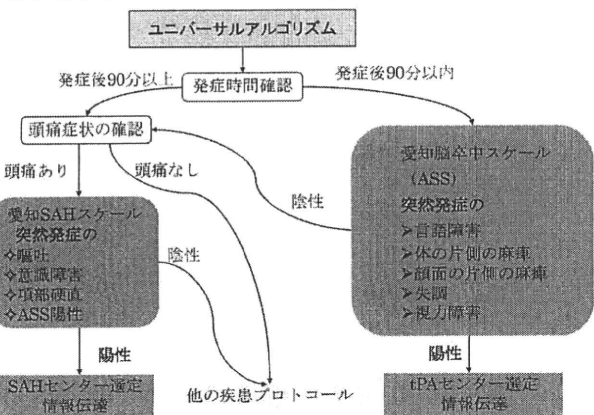 ユニバーサルアルゴリズム
発症後90分以上
発症時間確認
発症後90分以内
頭痛症状の確認
頭痛あり
頭痛なし
陰性
愛知脳卒中スケール
(ASS)
突然発症の
➢言語障害
➢体の片側の麻痺
➢顔面の片側の麻痺
➢失調
➢視力障害
愛知SAHスケール
突然発症の
✧嘔吐
✧意識障害
✧項部硬直
✧ASS陽性
陰性
陽性
陽性
SAHセンター選定
情報伝達
他の疾患プロトコール
tPAセンター選定
情報伝達